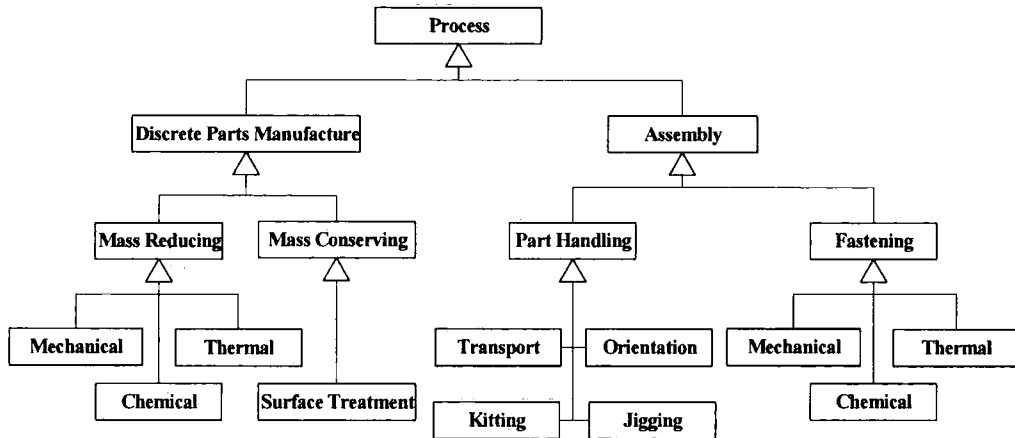 Process
Discrete Parts Manufacture
Assembly
Mass Reducing
Mass Conserving
Part Handling
Fastening
Mechanical
Thermal
Transport
Orientation
Mechanical
Thermal
Chemical
Surface Treatment
Chemical
Kitting
Jigging